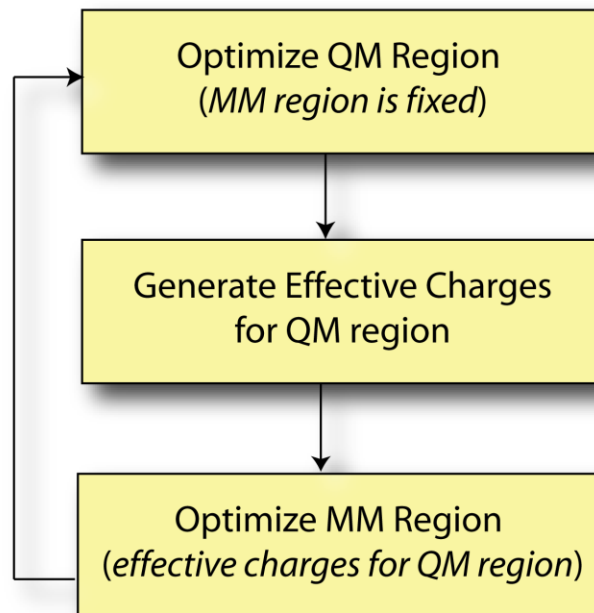 Optimize QM Region
(MM region is fixed)
Generate Effective Charges
for QM region
Optimize MM Region
(effective charges for QM region)